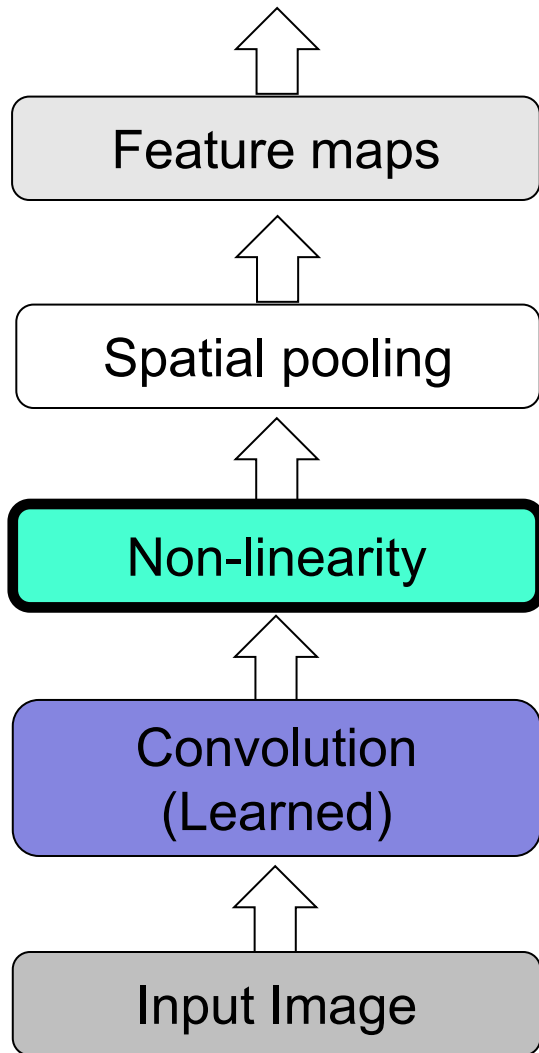 Feature maps
Spatial pooling
Non-linearity
Convolution
(Learned)
Input Image